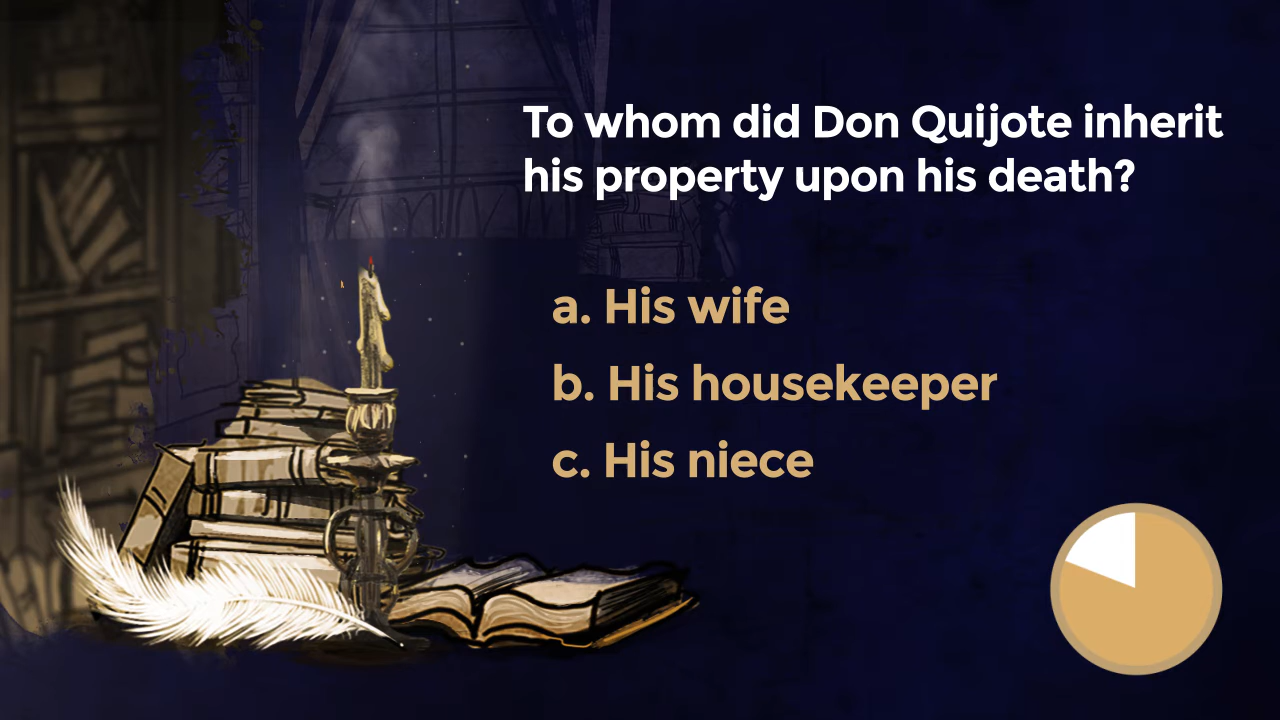 To whom did Don Quijote inherit
his property upon his death?
a. His wife
b. His housekeeper
c. His niece